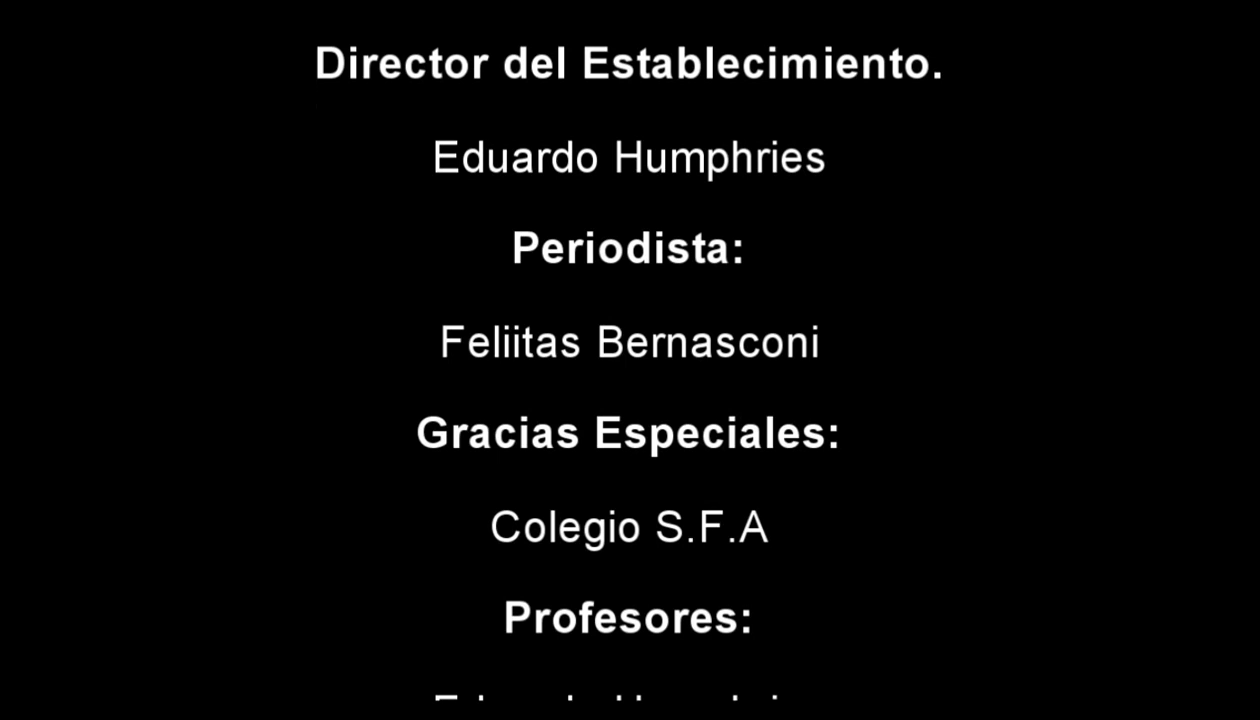 Director del Establecimiento.
Eduardo Humphries
Periodista:
Feliitas Bernasconi
Gracias Especiales:
Colegio S.F.A
Profesores: